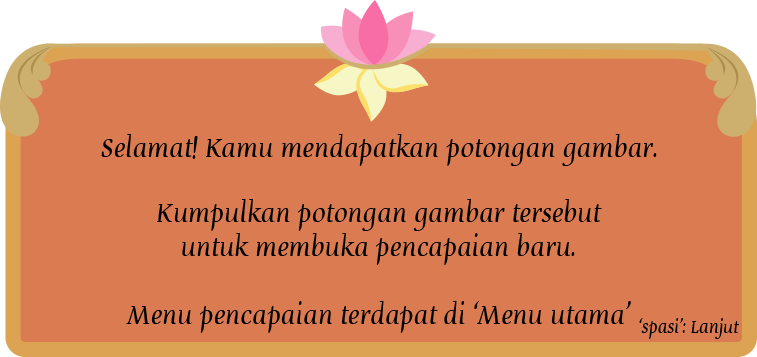 Selamat! Kamu mendapatkan potongan gambar.
Kumpulkan potongan gambar tersebut
untuk membuka pencapaian baru.
Menu pencapaian terdapat di ‘Menu utama’
‘spasi’: Lanjut